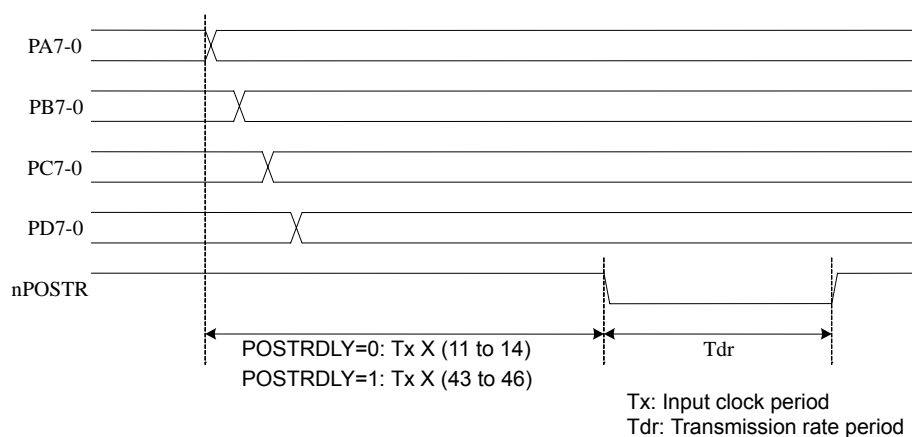 PA7-0
PB7-0
PC7-0
PD7-0
nPOSTR
POSTRDLY=0: Tx X (11 to 14)
Tdr
POSTRDLY=1: Tx X (43 to 46)
Tx: Input clock period
Tdr: Transmission rate period